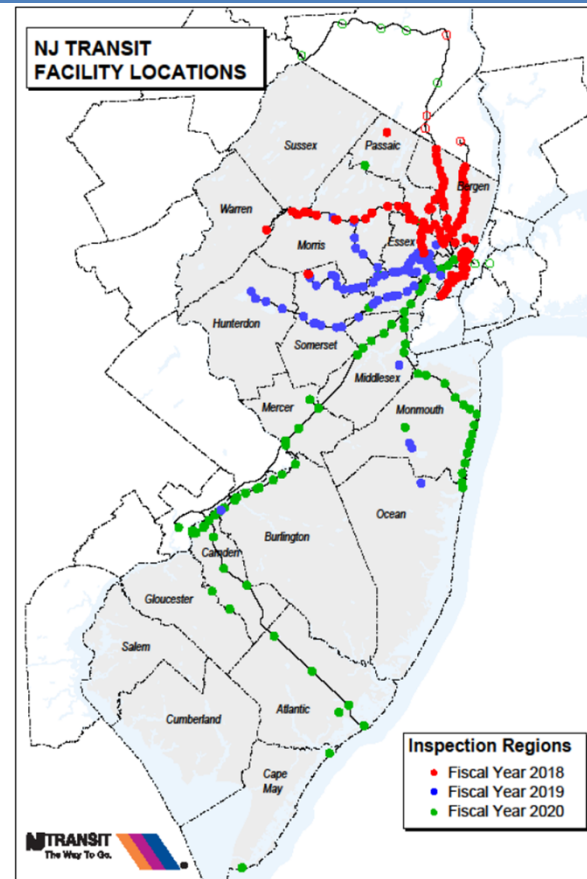 NJ TRANSIT
FACILITY LOCATIONS
Sussex
Passaic
Bergen
Warren
Essex
Morris
Hunterdon
Somerset
Middlesex
Mercer
Monmouth
Ocean
Burlington
Camden
Gloucester
Salem
Atlantic
Cumberland
Cape
May
Inspection Regions
Fiscal Year 2018
Fiscal Year 2019
Fiscal Year 2020
NJTRANSIT
The Way To Go.